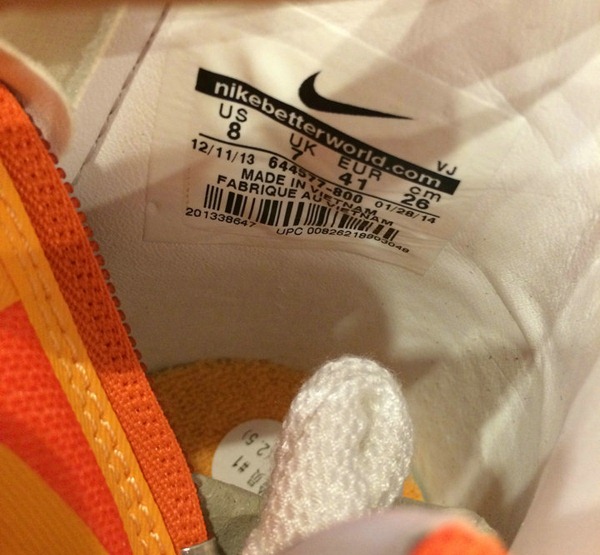 nikebetterworld.com
VJ
US UK EUR cm
8 7 41 26
12/11/13 644577-800 01/28/14
MADE IN VIETNAM
FABRIQUE AU VIETNAM
201338647 UPC
#1